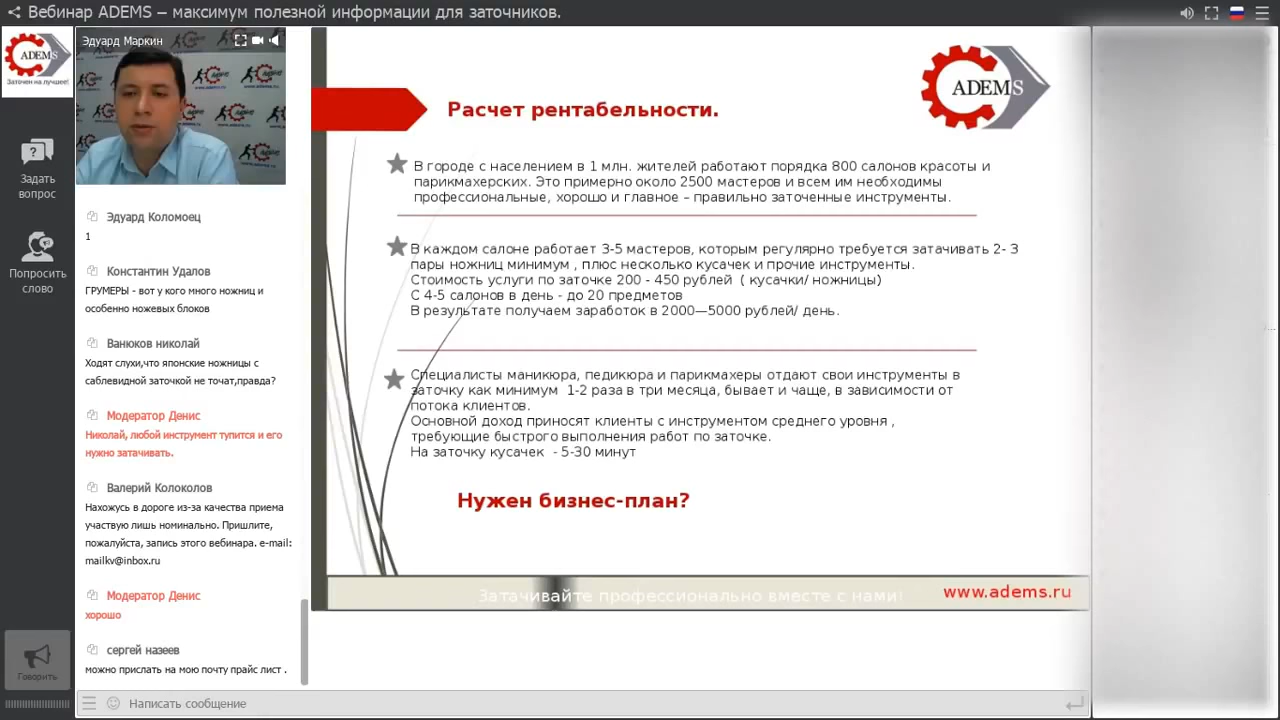 Вебинар ADEMS – максимум полезной информации для заточников.
ADEMS
Заточен на лучшее!
Задать
вопрос
Попросить
слово
Говорить
Эдуард Маркин
Эдуард Коломоец
1
Константин Удалов
ГРУМЕРЫ - вот у кого много ножниц и
особенно ножевых блоков
Ванюков николай
Ходят слухи,что японские ножницы с
саблевидной заточкой не точат,правда?
Модератор Денис
Николай, любой инструмент тупится и его
нужно затачивать.
Валерий Колоколов
Нахожусь в дороге из-за качества приема
участвую лишь номинально. Пришлите,
пожалуйста, запись этого вебинара. e-mail:
mailkv@inbox.ru
Модератор Денис
хорошо
сергей назеев
можно прислать на мою почту прайс лист .
Написать сообщение
ADEMS
Расчет рентабельности.
В городе с населением в 1 млн. жителей работают порядка 800 салонов красоты и
парикмахерских. Это примерно около 2500 мастеров и всем им необходимы
профессиональные, хорошо и главное – правильно заточенные инструменты.
В каждом салоне работает 3-5 мастеров, которым регулярно требуется затачивать 2- 3
пары ножниц минимум , плюс несколько кусачек и прочие инструменты.
Стоимость услуги по заточке 200 - 450 рублей ( кусачки/ ножницы)
С 4-5 салонов в день - до 20 предметов
В результате получаем заработок в 2000—5000 рублей/ день.
Специалисты маникюра, педикюра и парикмахеры отдают свои инструменты в
заточку как минимум 1-2 раза в три месяца, бывает и чаще, в зависимости от
потока клиентов.
Основной доход приносят клиенты с инструментом среднего уровня ,
требующие быстрого выполнения работ по заточке.
На заточку кусачек - 5-30 минут
Нужен бизнес-план?
Затачивайте профессионально вместе с нами!
www.adems.ru